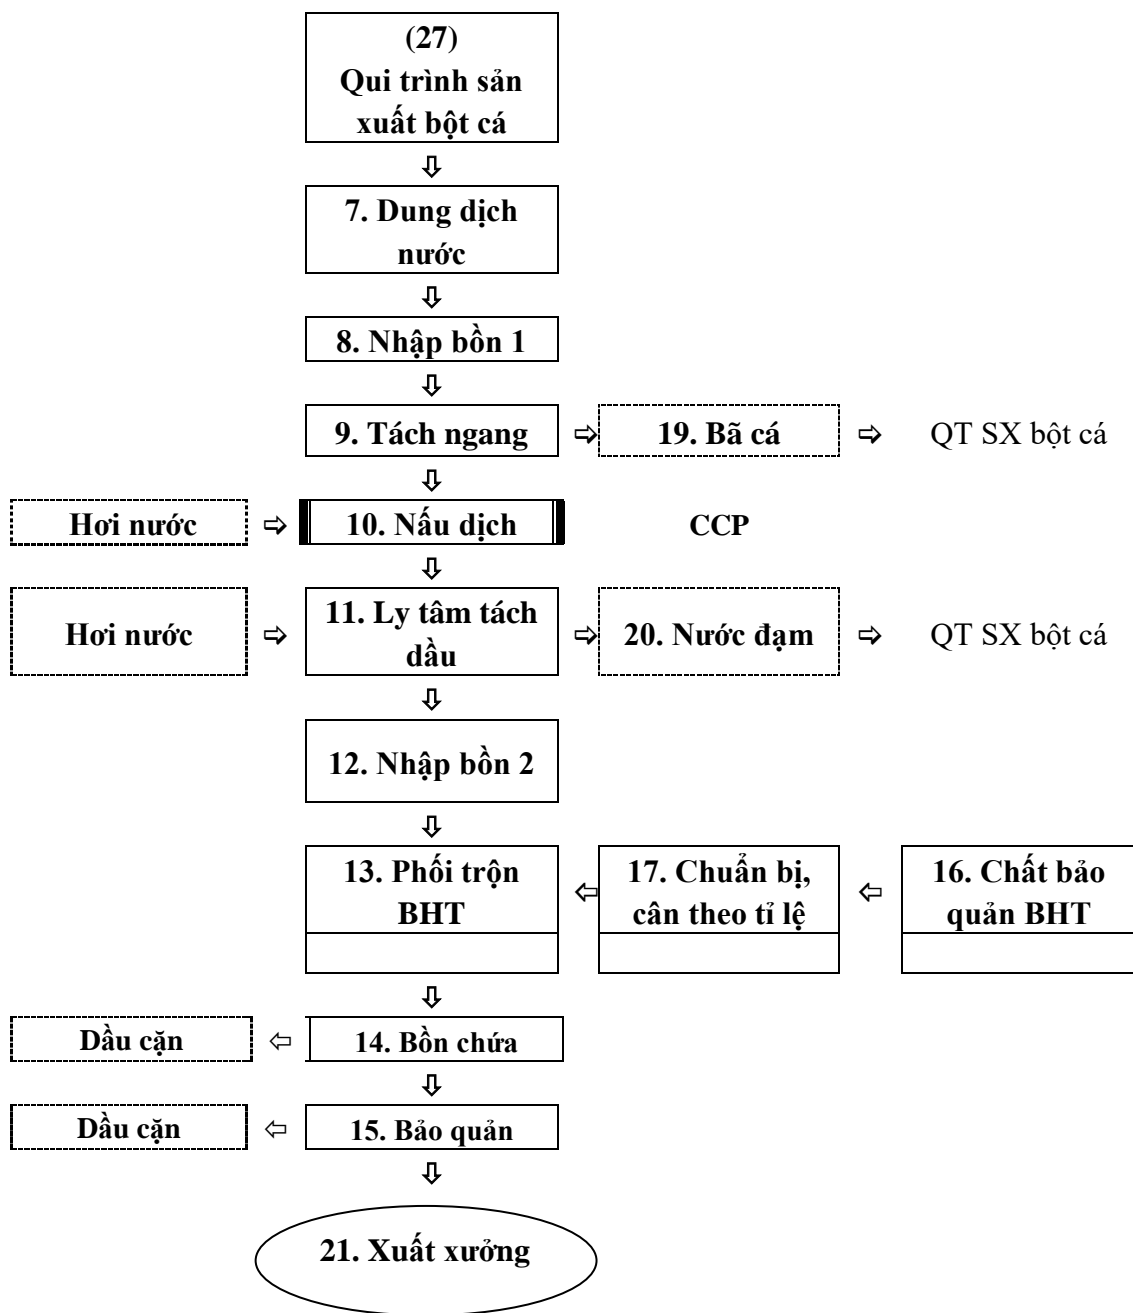 (27)
Qui trình sản
xuất bột cá
7. Dung dịch
nước
8. Nhập bồn 1
9. Tách ngang
19. Bã cá
QT SX bột cá
Hơi nước
10. Nấu dịch
CCP
Hơi nước
11. Ly tâm tách
dầu
20. Nước đạm
QT SX bột cá
12. Nhập bồn 2
13. Phối trộn
BHT
17. Chuẩn bị,
cân theo tỉ lệ
16. Chất bảo
quản BHT
Dầu cặn
14. Bồn chứa
Dầu cặn
15. Bảo quản
21. Xuất xưởng